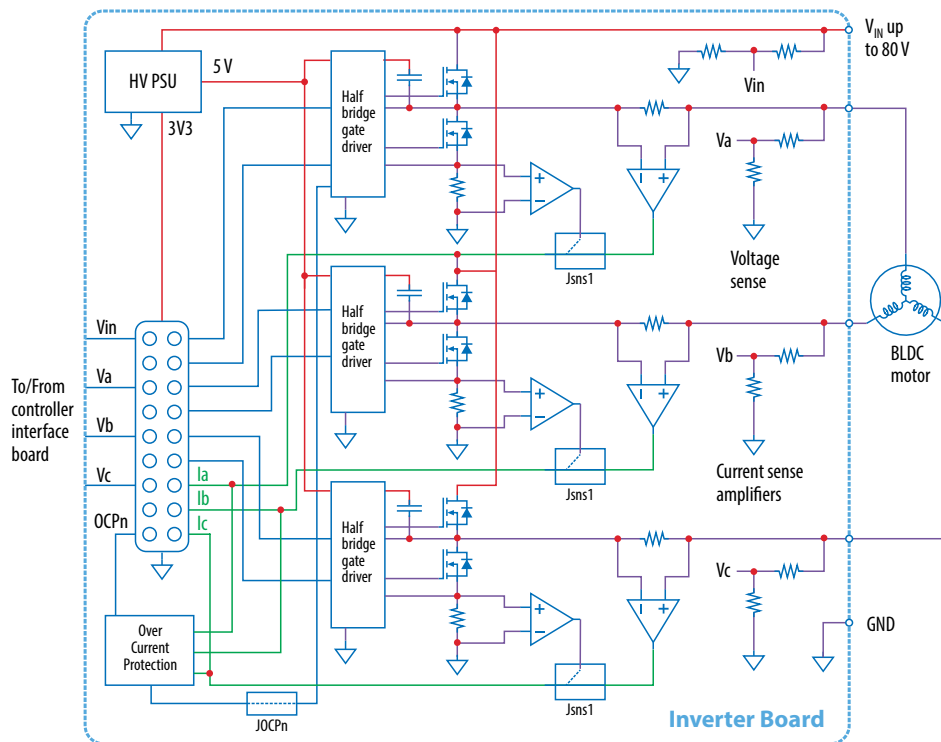 V_IN up
to 80 V
5 V
HV PSU
3V3
Vin
Half
bridge
gate
driver
Va
Voltage
sense
Jsns1
Half
bridge
gate
driver
BLDC
motor
Vb
Current sense
amplifiers
Jsns1
To/From
controller
interface
board
Vin
Va
Vb
Vc
OCPn
Ia
Ib
Ic
Half
bridge
gate
driver
Vc
GND
Over
Current
Protection
Jsns1
JOCPn
Inverter Board